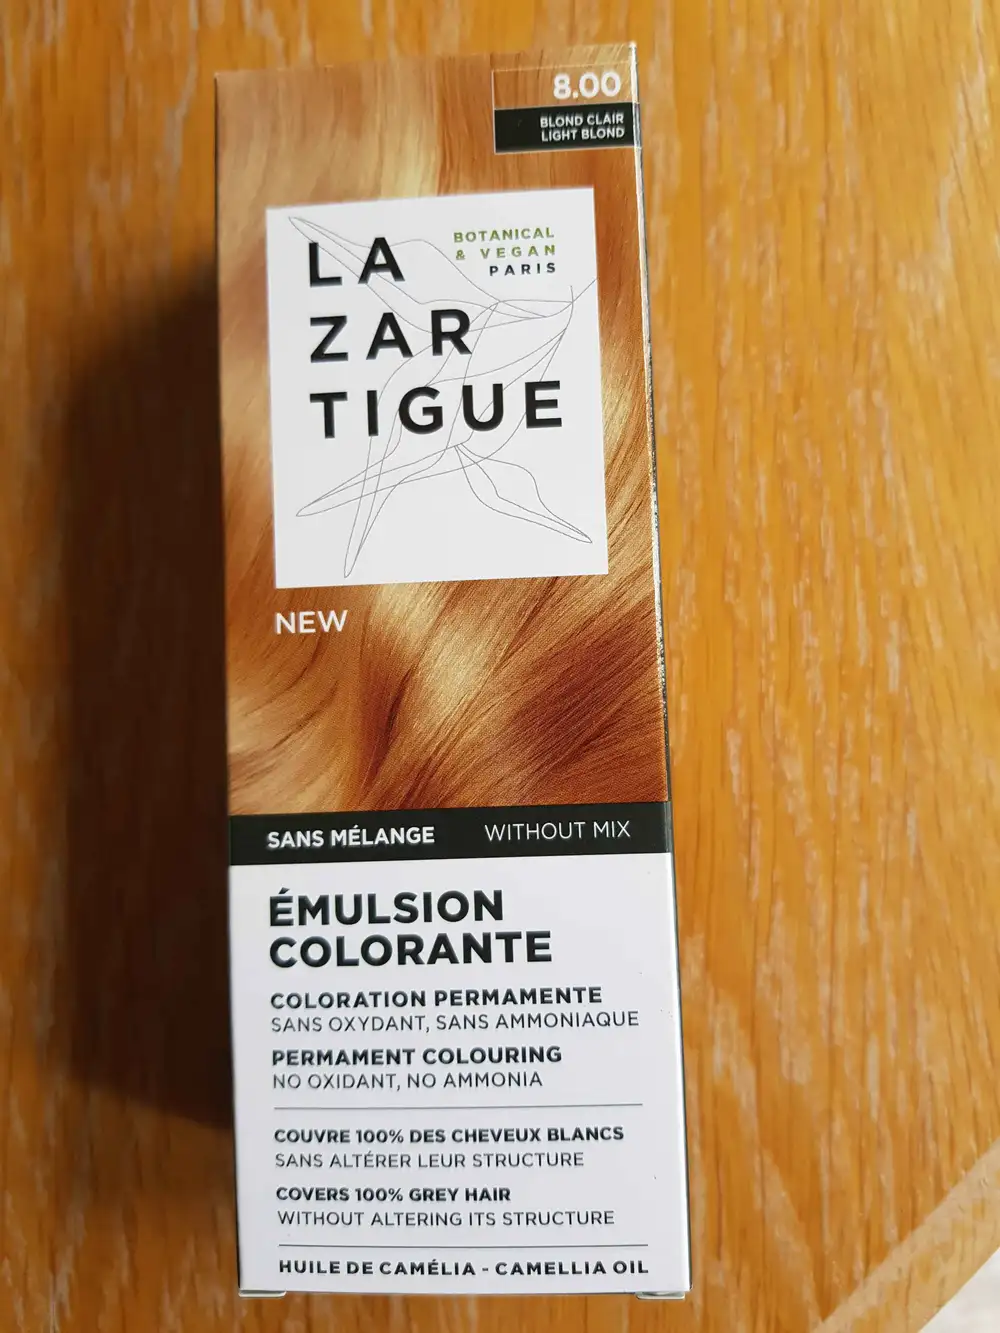 8.00
BLOND CLAIR
LIGHT BLOND
BOTANICAL
& VEGAN
PARIS
LA
ZAR
TIGUE
NEW
SANS MÉLANGE WITHOUT MIX
ÉMULSION
COLORANTE
COLORATION PERMAMENTE
SANS OXYDANT, SANS AMMONIAQUE
PERMAMENT COLOURING
NO OXIDANT, NO AMMONIA
COUVRE 100% DES CHEVEUX BLANCS
SANS ALTÉRER LEUR STRUCTURE
COVERS 100% GREY HAIR
WITHOUT ALTERING ITS STRUCTURE
HUILE DE CAMÉLIA - CAMELLIA OIL